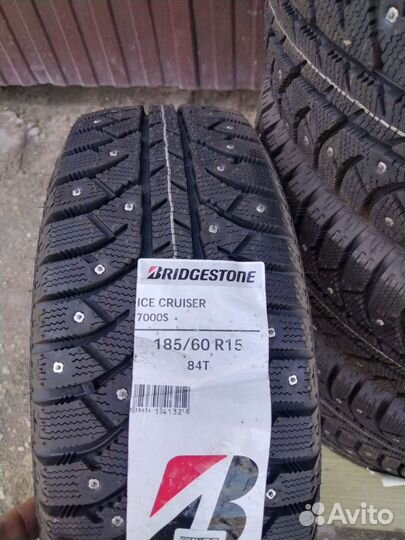 BRIDGESTONE
ICE CRUISER
7000S
185/60 R15
84T
Avito